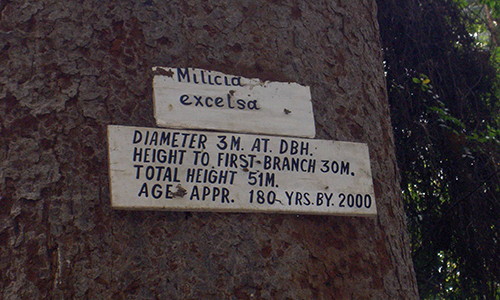 Milicia
excelsa
DIAMETER 3M. AT. DBH.
HEIGHT TO FIRST-BRANCH 30M.
TOTAL HEIGHT 51M.
AGE APPR. 180 YRS. BY. 2000